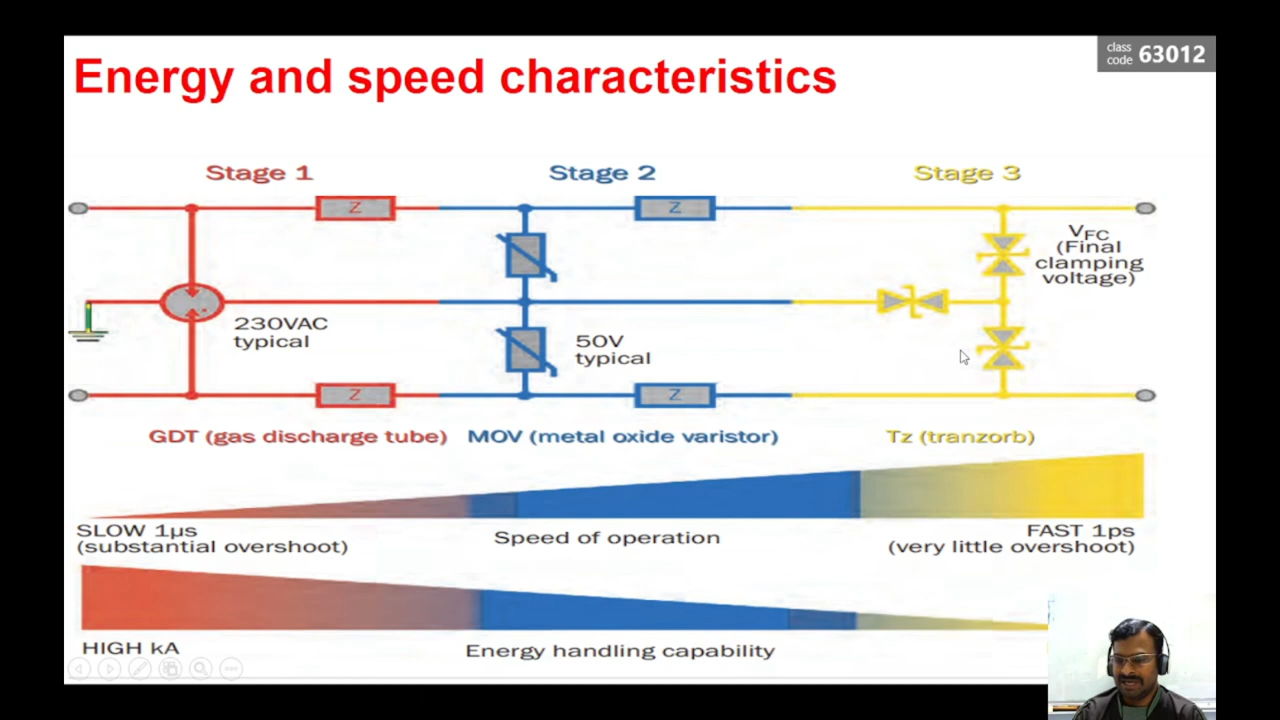 Energy and speed characteristics
class
code 63012
Stage 1
Stage 2
Stage 3
Z
Z
VFC
(Final
clamping
voltage)
230VAC
typical
50V
typical
Z
Z
GDT (gas discharge tube)
MOV (metal oxide varistor)
Tz (tranzorb)
SLOW 1µs
(substantial overshoot)
Speed of operation
FAST 1ps
(very little overshoot)
HIGH kA
Energy handling capability